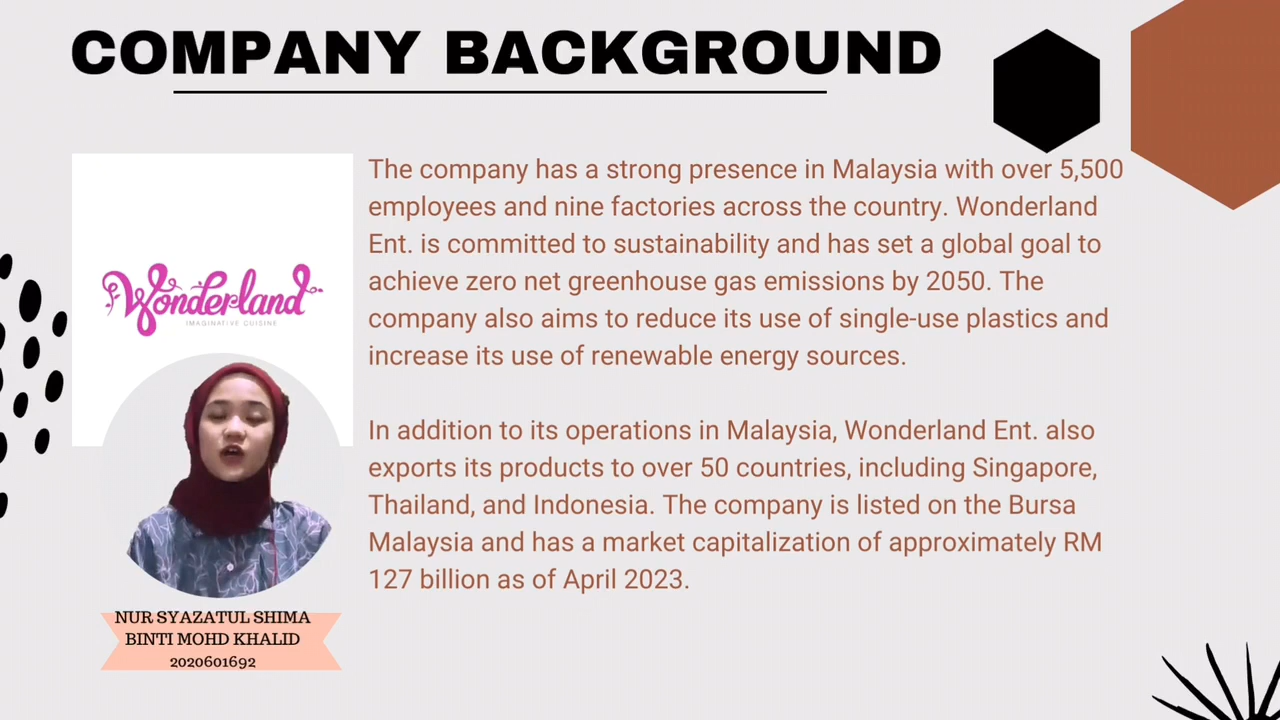 COMPANY BACKGROUND
The company has a strong presence in Malaysia with over 5,500
employees and nine factories across the country. Wonderland
Ent. is committed to sustainability and has set a global goal to
achieve zero net greenhouse gas emissions by 2050. The
company also aims to reduce its use of single-use plastics and
increase its use of renewable energy sources.
In addition to its operations in Malaysia, Wonderland Ent. also
exports its products to over 50 countries, including Singapore,
Thailand, and Indonesia. The company is listed on the Bursa
Malaysia and has a market capitalization of approximately RM
127 billion as of April 2023.
Wonderland
IMAGINATIVE CUISINE
NUR SYAZATUL SHIMA
BINTI MOHD KHALID
2020601692